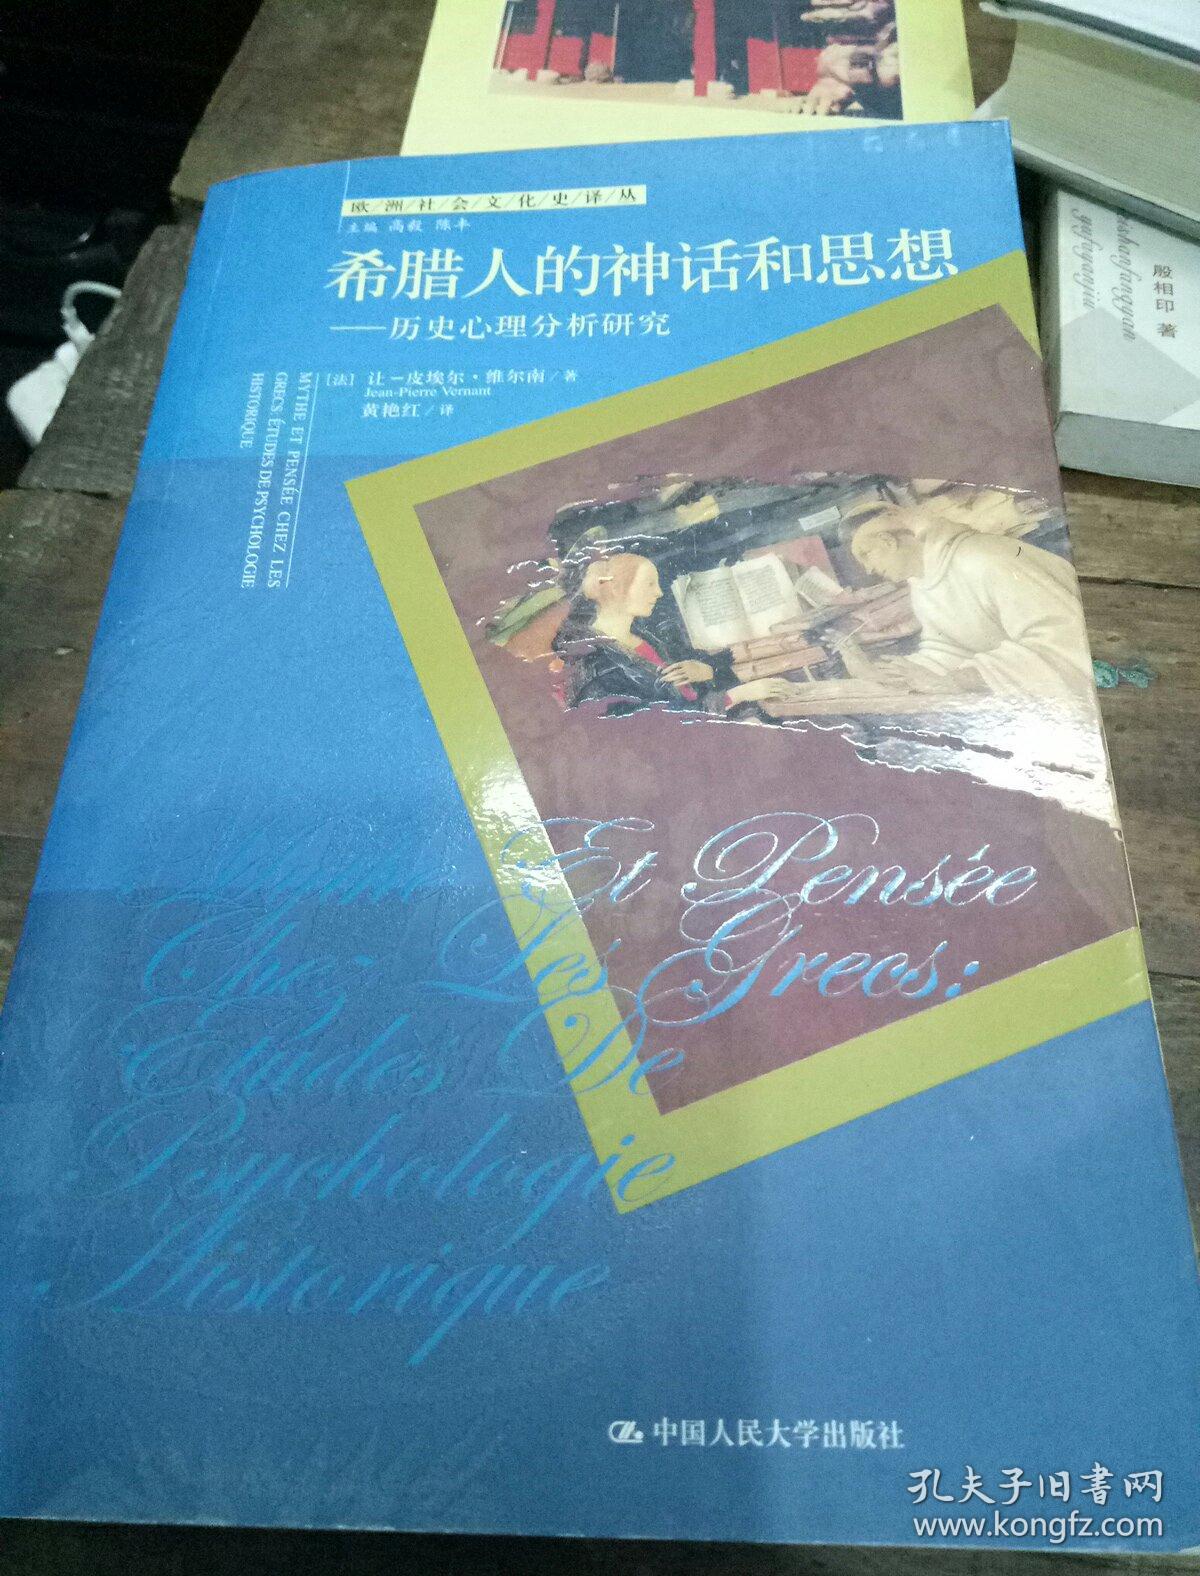 欧/洲/社/会/文/化/史/译/丛
主编 高毅 陈丰
希腊人的神话和思想
——历史心理分析研究
[法] 让－皮埃尔·维尔南/著
Jean-Pierre Vernant
黄艳红/译
MYTHE ET PENSÉE CHEZ LES
GRECS: ÉTUDES DE PSYCHOLOGIE
HISTORIQUE
Mythe Et Pensée
Chez Les Grecs:
Études De
Psychologie
Historique
中国人民大学出版社
殷相印 著
孔夫子旧书网
www.kongfz.com